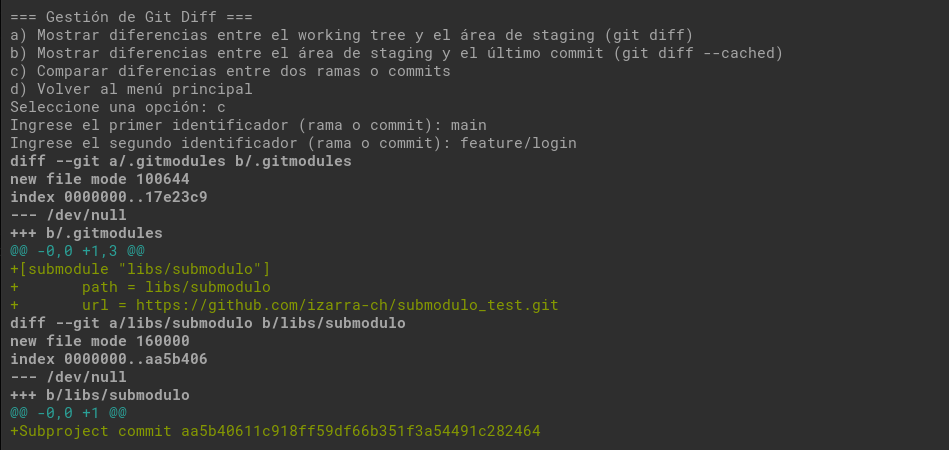 === Gestión de Git Diff ===
a) Mostrar diferencias entre el working tree y el área de staging (git diff)
b) Mostrar diferencias entre el área de staging y el último commit (git diff --cached)
c) Comparar diferencias entre dos ramas o commits
d) Volver al menú principal
Seleccione una opción: c
Ingrese el primer identificador (rama o commit): main
Ingrese el segundo identificador (rama o commit): feature/login
diff --git a/.gitmodules b/.gitmodules
new file mode 100644
index 0000000..17e23c9
--- /dev/null
+++ b/.gitmodules
@@ -0,0 +1,3 @@
+[submodule "libs/submodulo"]
+       path = libs/submodulo
+       url = https://github.com/izarra-ch/submodulo_test.git
diff --git a/libs/submodulo b/libs/submodulo
new file mode 160000
index 0000000..aa5b406
--- /dev/null
+++ b/libs/submodulo
@@ -0,0 +1 @@
+Subproject commit aa5b40611c918ff59df66b351f3a54491c282464